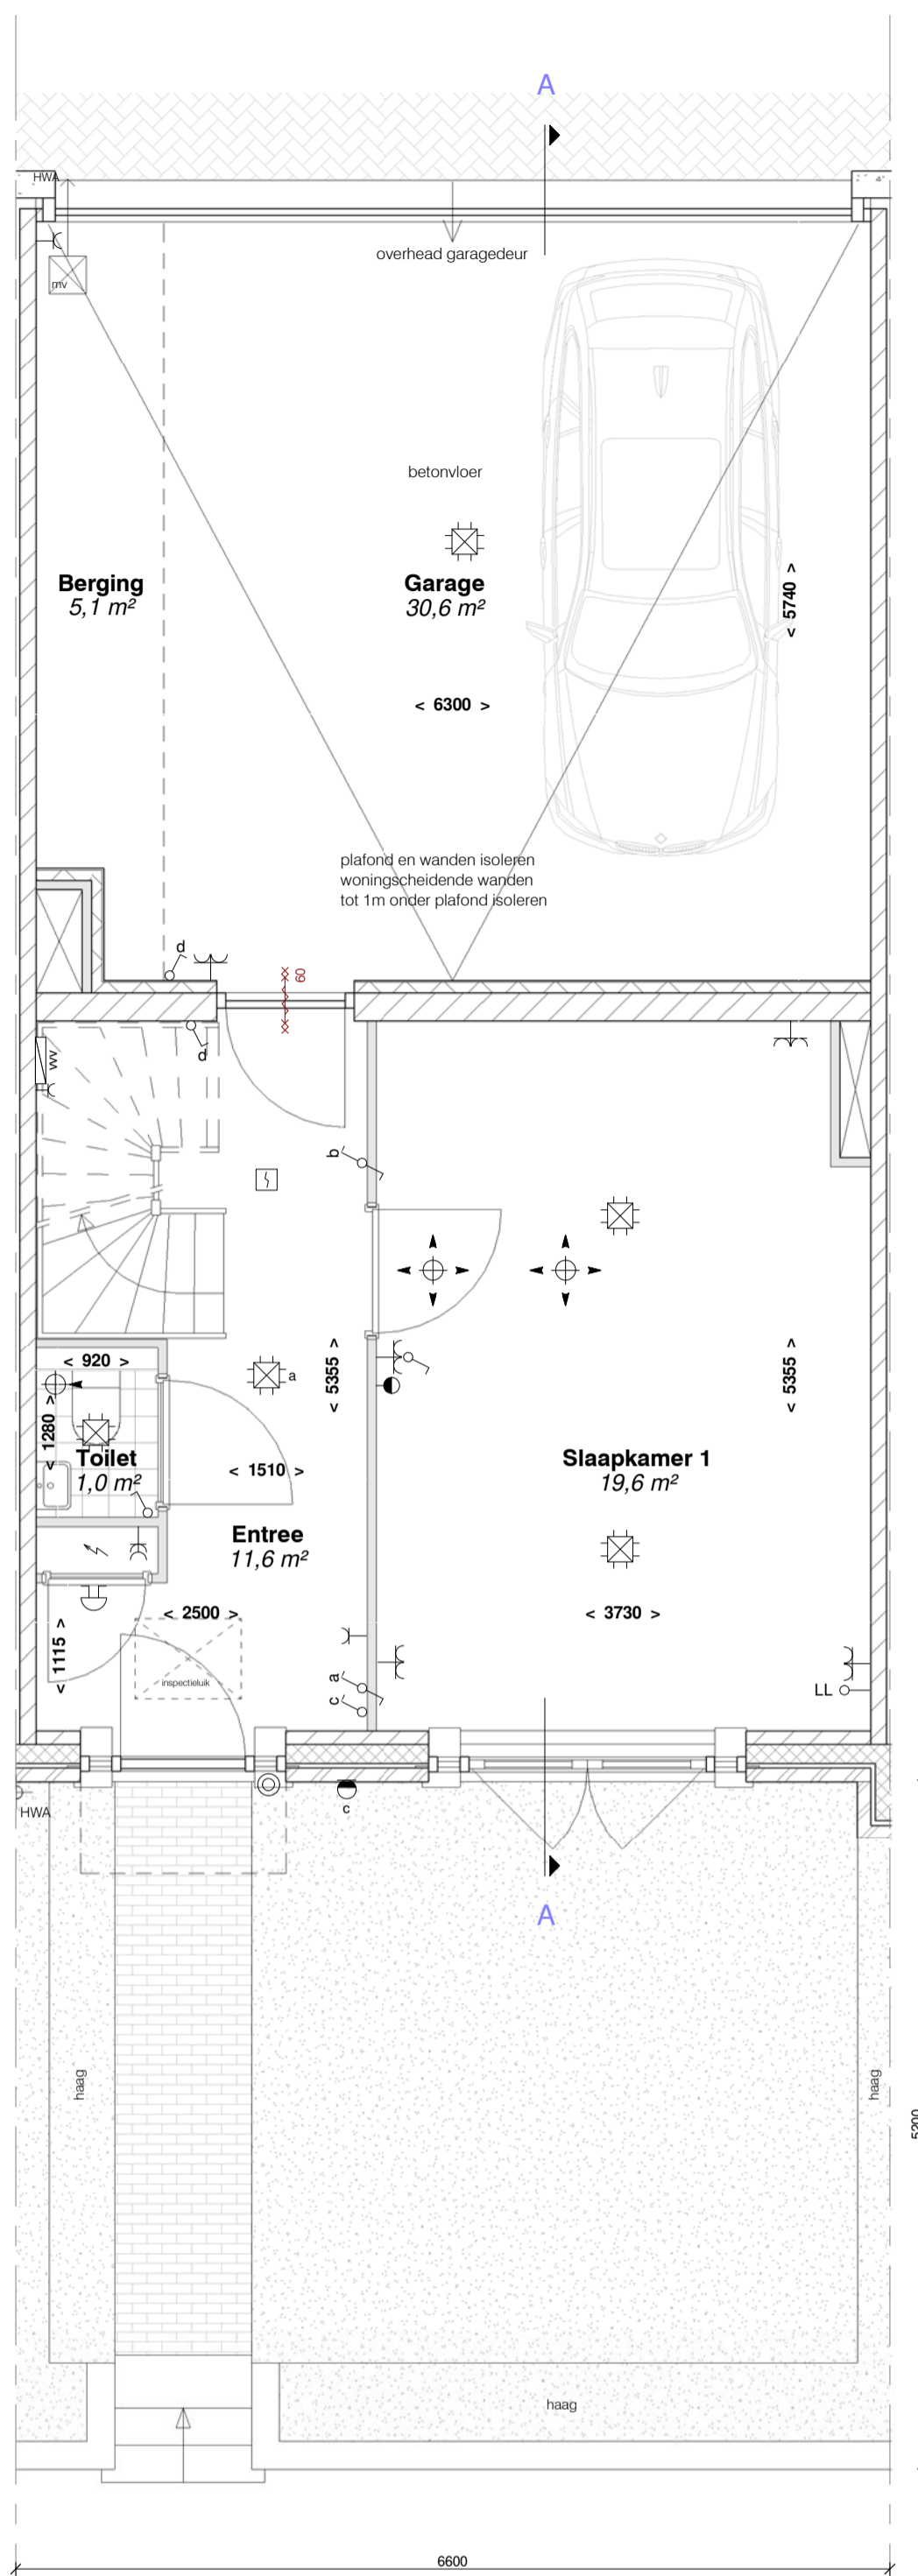 A
HWA
overhead garagedeur
mv
betonvloer
Berging
5,1 m²
Garage
30,6 m²
< 5740 >
< 6300 >
plafond en wanden isoleren
woningscheidende wanden
tot 1m onder plafond isoleren
d
60
d
wv
b
< 920 >
a
< 5355 >
< 5355 >
< 1280 >
Toilet
1,0 m²
< 1510 >
Slaapkamer 1
19,6 m²
Entree
11,6 m²
< 2500 >
< 3730 >
< 1115 >
inspectieluik
a
c
LL
HWA
c
A
haag
haag
5200
haag
6600